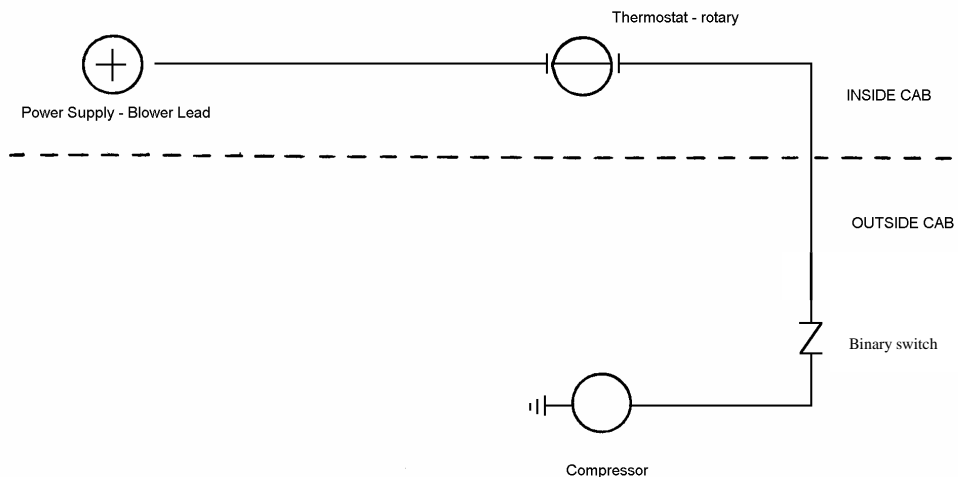 Thermostat - rotary
Power Supply - Blower Lead
INSIDE CAB
OUTSIDE CAB
Binary switch
Compressor